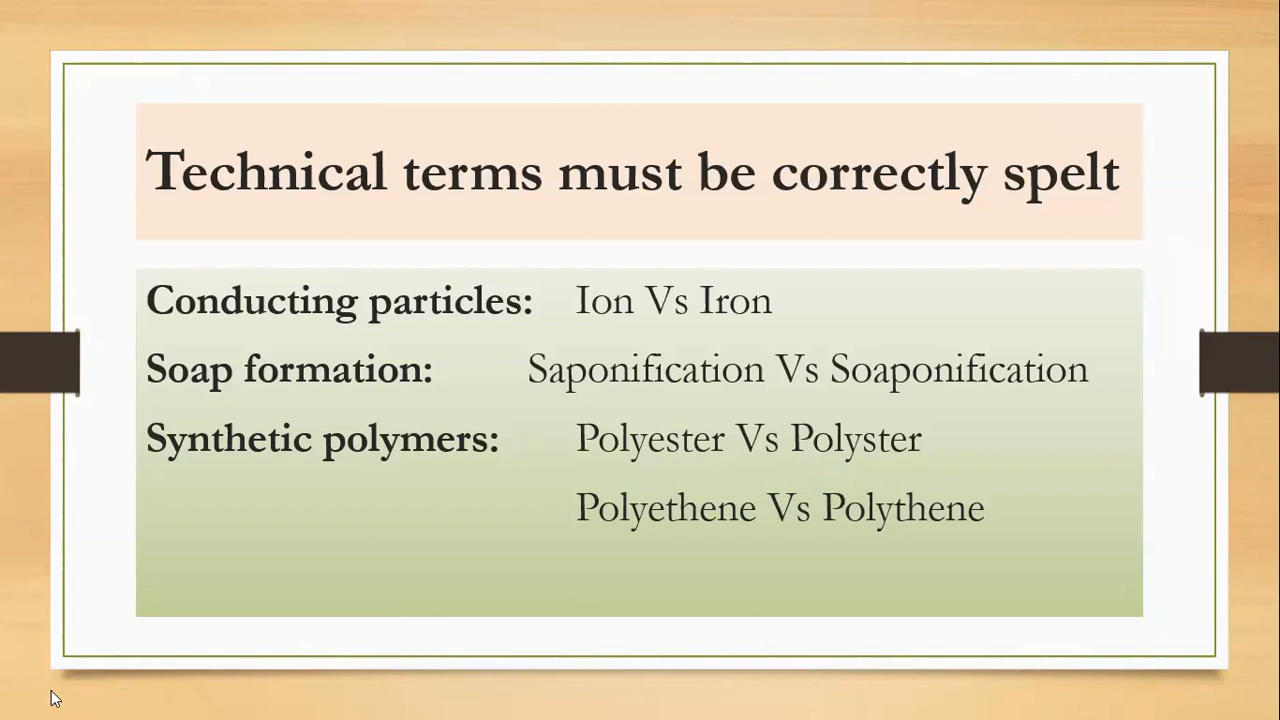 Technical terms must be correctly spelt
Conducting particles: Ion Vs Iron
Soap formation: Saponification Vs Soaponification
Synthetic polymers: Polyester Vs Polyster
Polyethene Vs Polythene